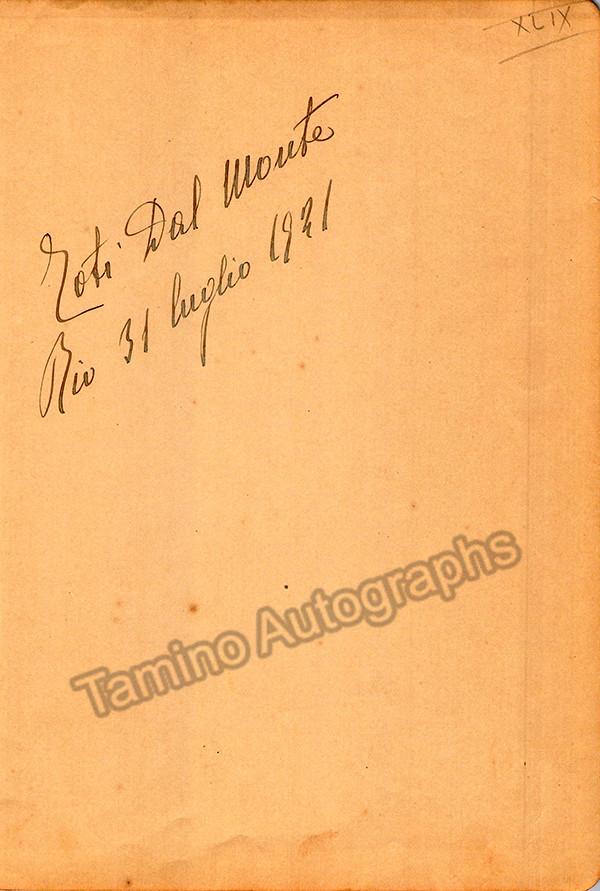 XLIX
Toti Dal Monte
Rio 31 luglio 1921
Tamino Autographs